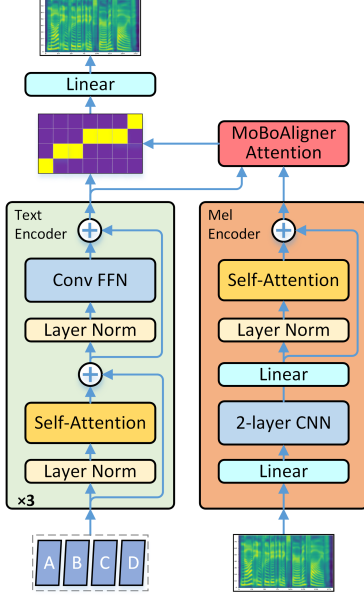 Linear
MoBoAligner
Attention
Text
Encoder
Conv FFN
Layer Norm
Self-Attention
Layer Norm
×3
A B C D
Mel
Encoder
Self-Attention
Layer Norm
Linear
2-layer CNN
Linear